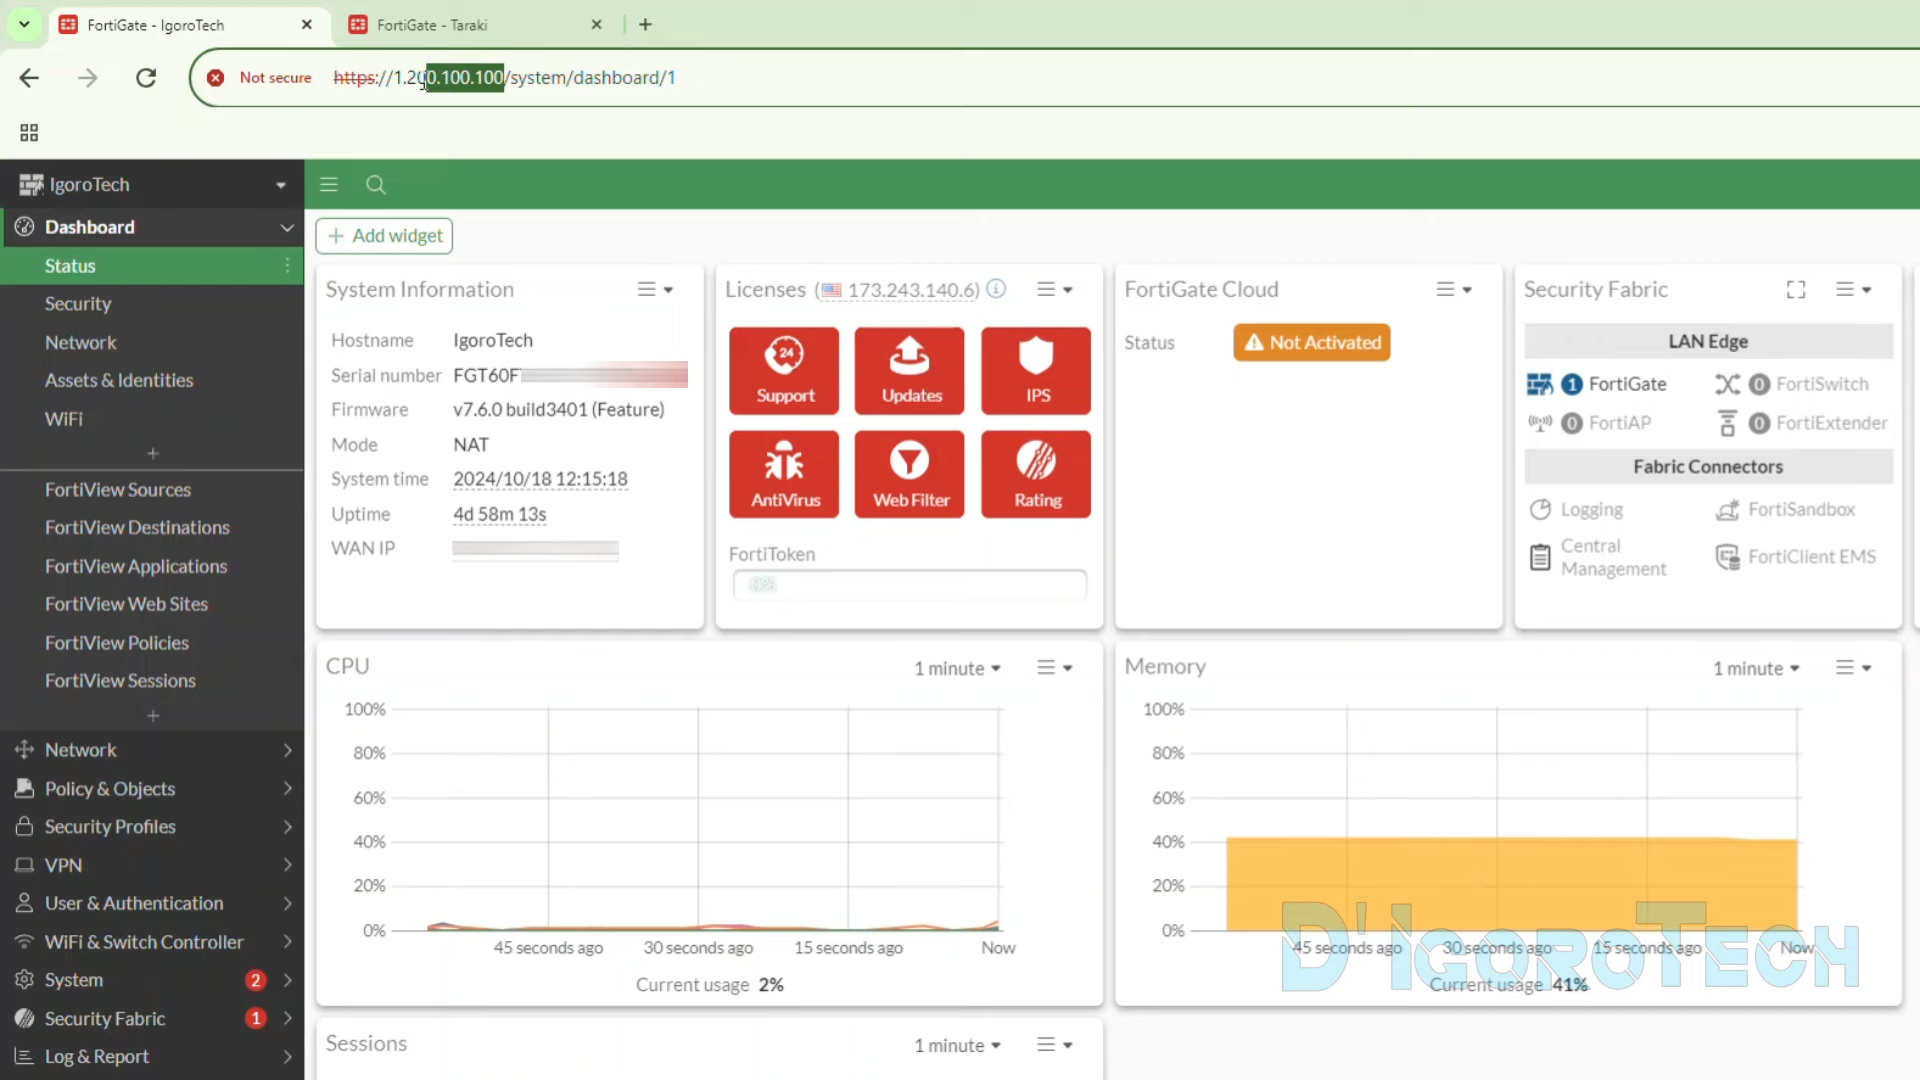 FortiGate - IgoroTech
FortiGate - Taraki
Not secure https://1.200.100.100/system/dashboard/1
IgoroTech
Dashboard
Status
Security
Network
Assets & Identities
WiFi
FortiView Sources
FortiView Destinations
FortiView Applications
FortiView Web Sites
FortiView Policies
FortiView Sessions
Network
Policy & Objects
Security Profiles
VPN
User & Authentication
WiFi & Switch Controller
System 2
Security Fabric 1
Log & Report
+ Add widget
System Information
Hostname IgoroTech
Serial number FGT60F
Firmware v7.6.0 build3401 (Feature)
Mode NAT
System time 2024/10/18 12:15:18
Uptime 4d 58m 13s
WAN IP
Licenses (173.243.140.6)
24
Support
Updates
IPS
AntiVirus
Web Filter
Rating
FortiToken
0%
FortiGate Cloud
Status Not Activated
Security Fabric
LAN Edge
1 FortiGate
0 FortiSwitch
0 FortiAP
0 FortiExtender
Fabric Connectors
Logging
FortiSandbox
Central
Management
FortiClient EMS
CPU
1 minute
100%
80%
60%
40%
20%
0%
45 seconds ago
30 seconds ago
15 seconds ago
Now
Current usage 2%
Memory
1 minute
100%
80%
60%
40%
20%
0%
45 seconds ago
30 seconds ago
15 seconds ago
Now
Current usage 41%
D'IGOROTECH
Sessions
1 minute